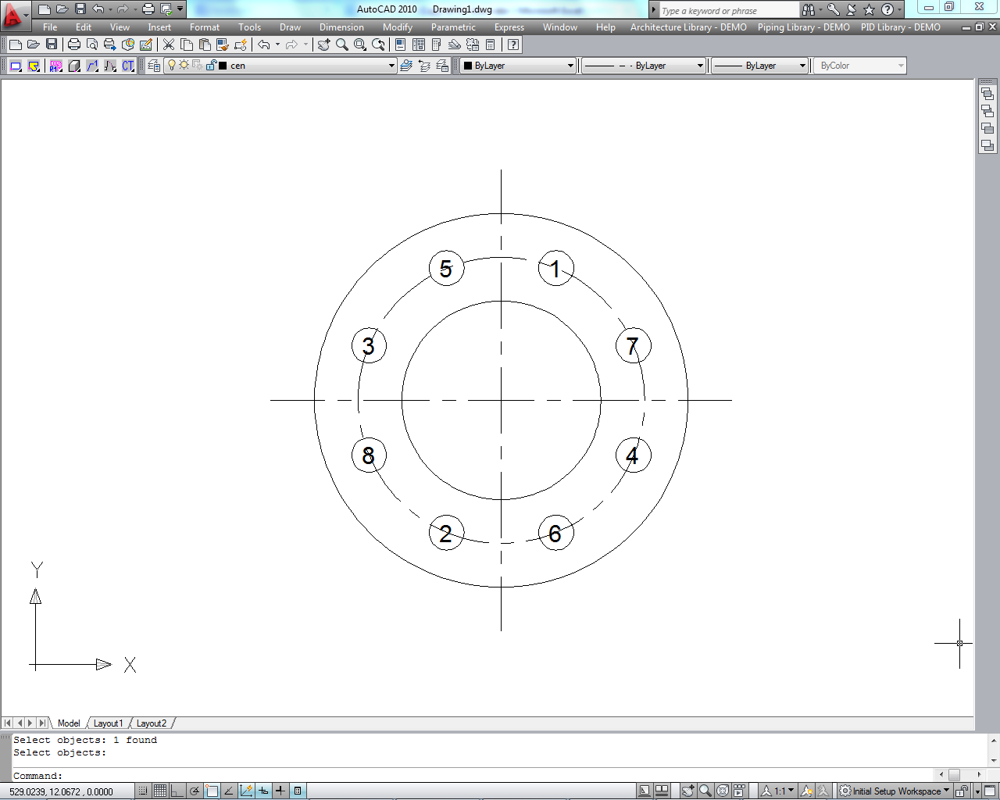 AutoCAD 2010 Drawing1.dwg
Type a keyword or phrase
File Edit View Insert Format Tools Draw Dimension Modify Parametric Express Window Help Architecture Library - DEMO Piping Library - DEMO PID Library - DEMO
cen ByLayer ByLayer ByLayer ByColor
5 1
3 7
8 4
2 6
Y
X
Model Layout1 Layout2
Select objects: 1 found
Select objects:
Command:
529.0239, 12.0672 , 0.0000 1:1 Initial Setup Workspace